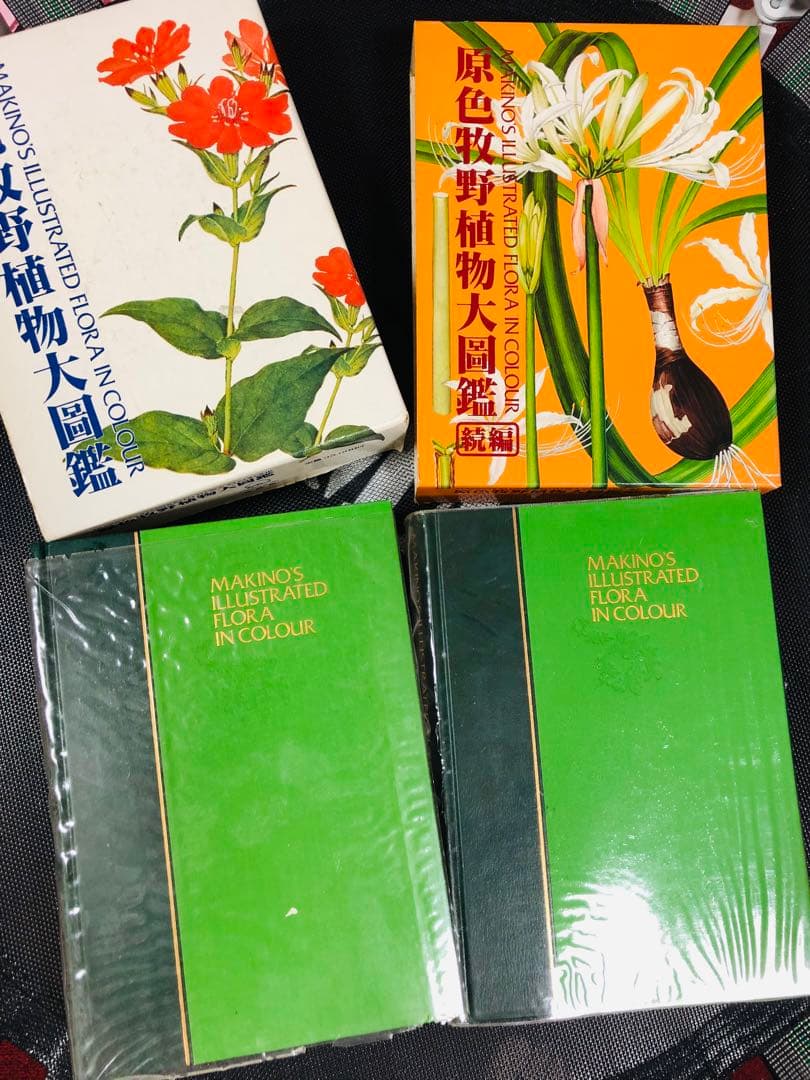 MAKINO'S ILLUSTRATED FLORA IN COLOUR
牧野植物大圖鑑
MAKINO'S ILLUSTRATED FLORA IN COLOUR
原色牧野植物大圖鑑
続編
MAKINO'S
ILLUSTRATED
FLORA
IN COLOUR
MAKINO'S
ILLUSTRATED
FLORA
IN COLOUR